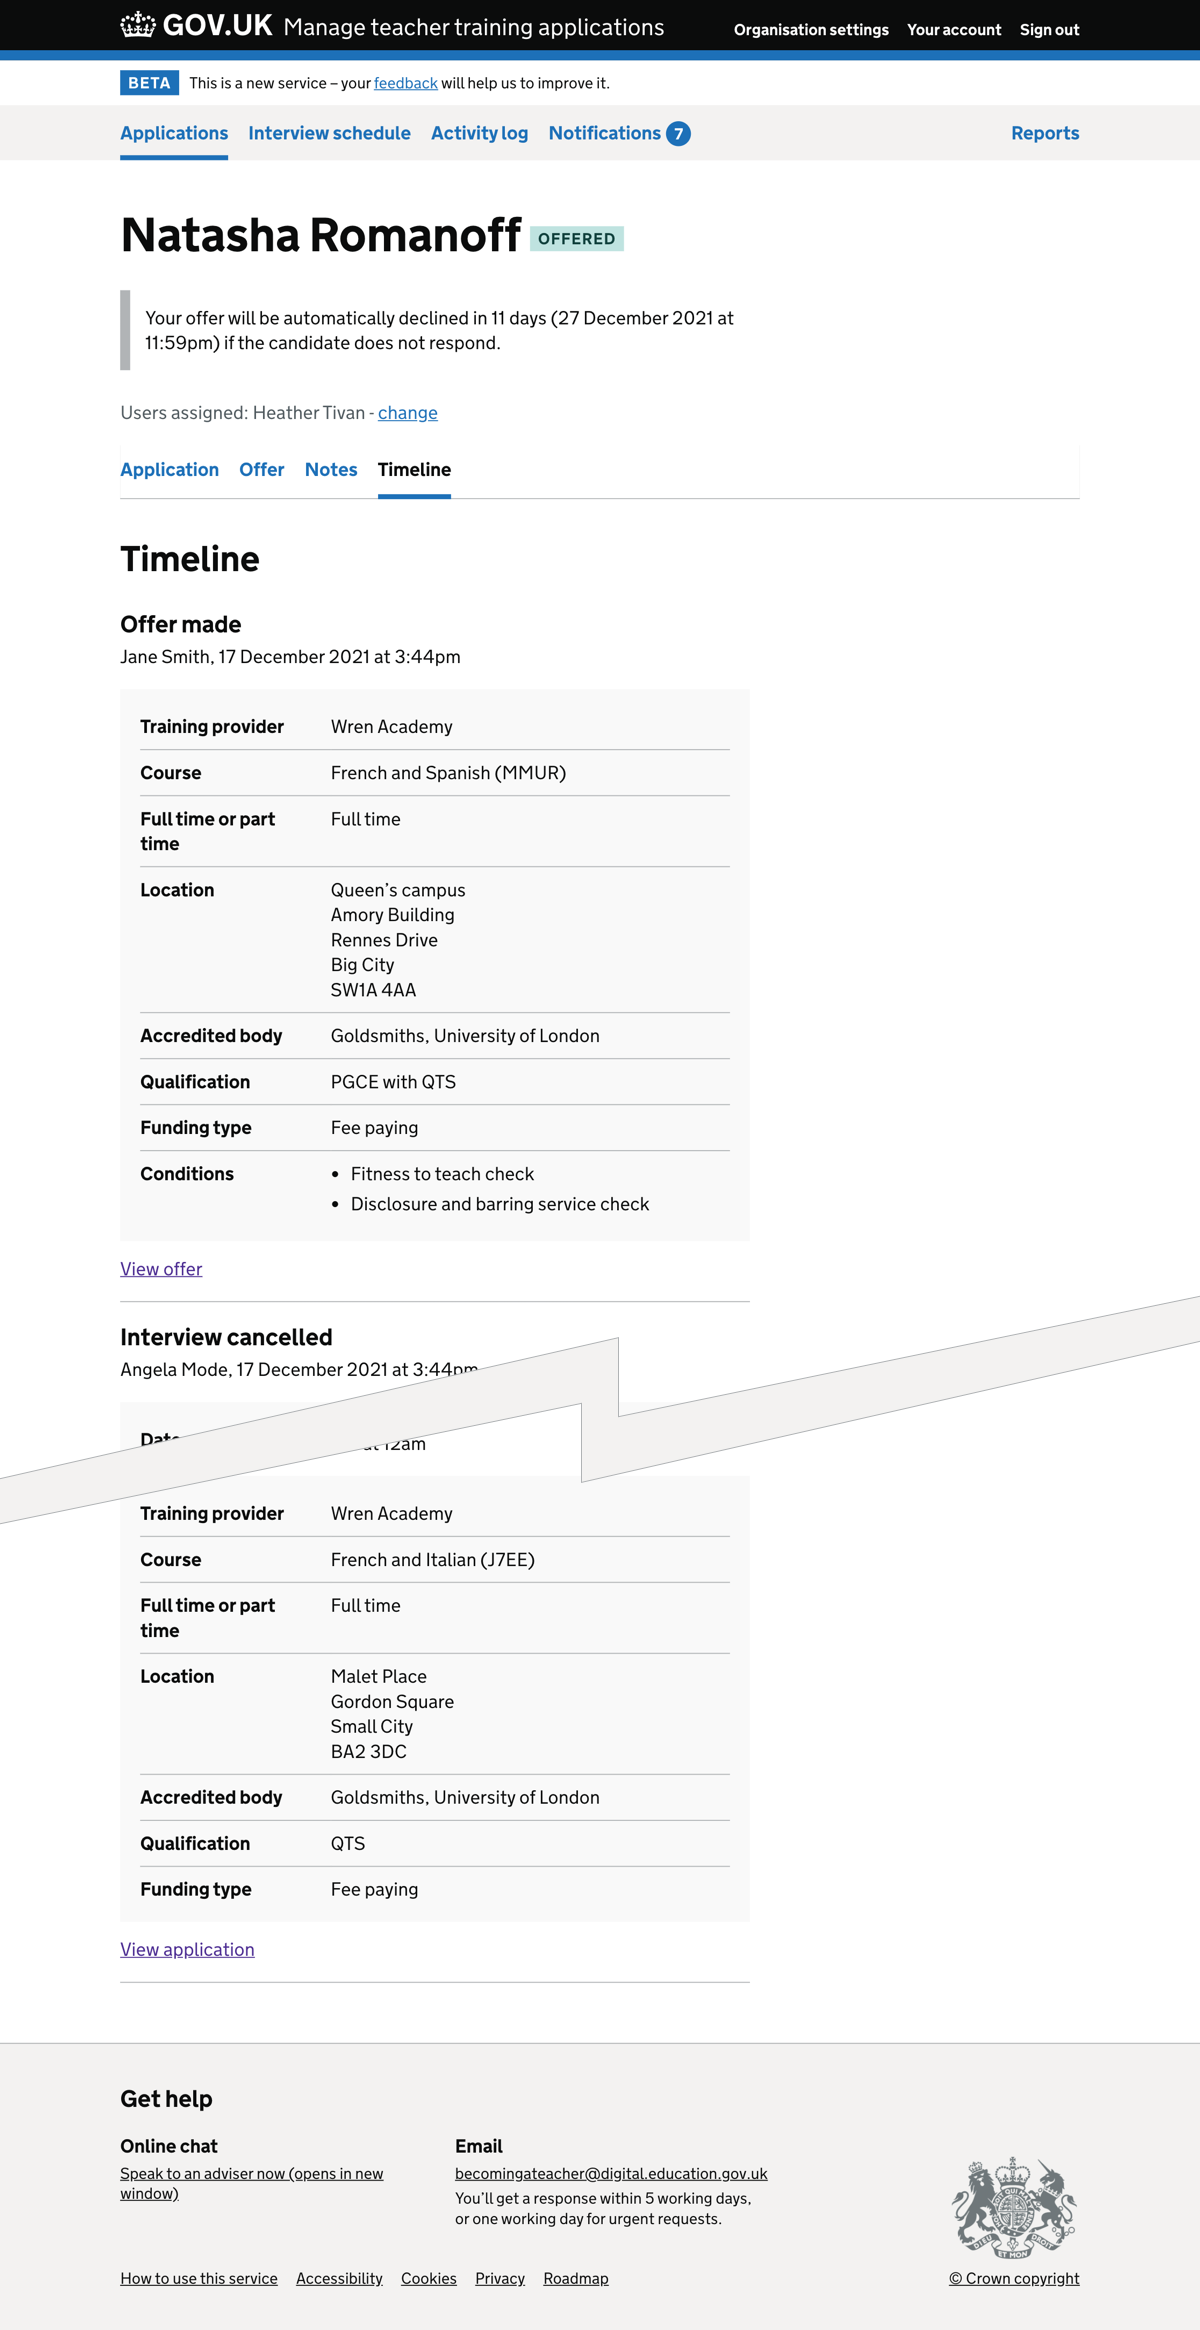 GOV.UK Manage teacher training applications Organisation settings Your account Sign out
BETA This is a new service – your feedback will help us to improve it.
Applications Interview schedule Activity log Notifications 7 Reports
Natasha Romanoff OFFERED
Your offer will be automatically declined in 11 days (27 December 2021 at
11:59pm) if the candidate does not respond.
Users assigned: Heather Tivan - change
Application Offer Notes Timeline
Timeline
Offer made
Jane Smith, 17 December 2021 at 3:44pm
Training provider Wren Academy
Course French and Spanish (MMUR)
Full time or part Full time
time
Location Queen’s campus
Amory Building
Rennes Drive
Big City
SW1A 4AA
Accredited body Goldsmiths, University of London
Qualification PGCE with QTS
Funding type Fee paying
Conditions • Fitness to teach check
• Disclosure and barring service check
View offer
Interview cancelled
Angela Mode, 17 December 2021 at 3:44pm
Date at 12am
Training provider Wren Academy
Course French and Italian (J7EE)
Full time or part Full time
time
Location Malet Place
Gordon Square
Small City
BA2 3DC
Accredited body Goldsmiths, University of London
Qualification QTS
Funding type Fee paying
View application
Get help
Online chat
Speak to an adviser now (opens in new
window)
Email
becomingateacher@digital.education.gov.uk
You’ll get a response within 5 working days,
or one working day for urgent requests.
How to use this service Accessibility Cookies Privacy Roadmap
© Crown copyright